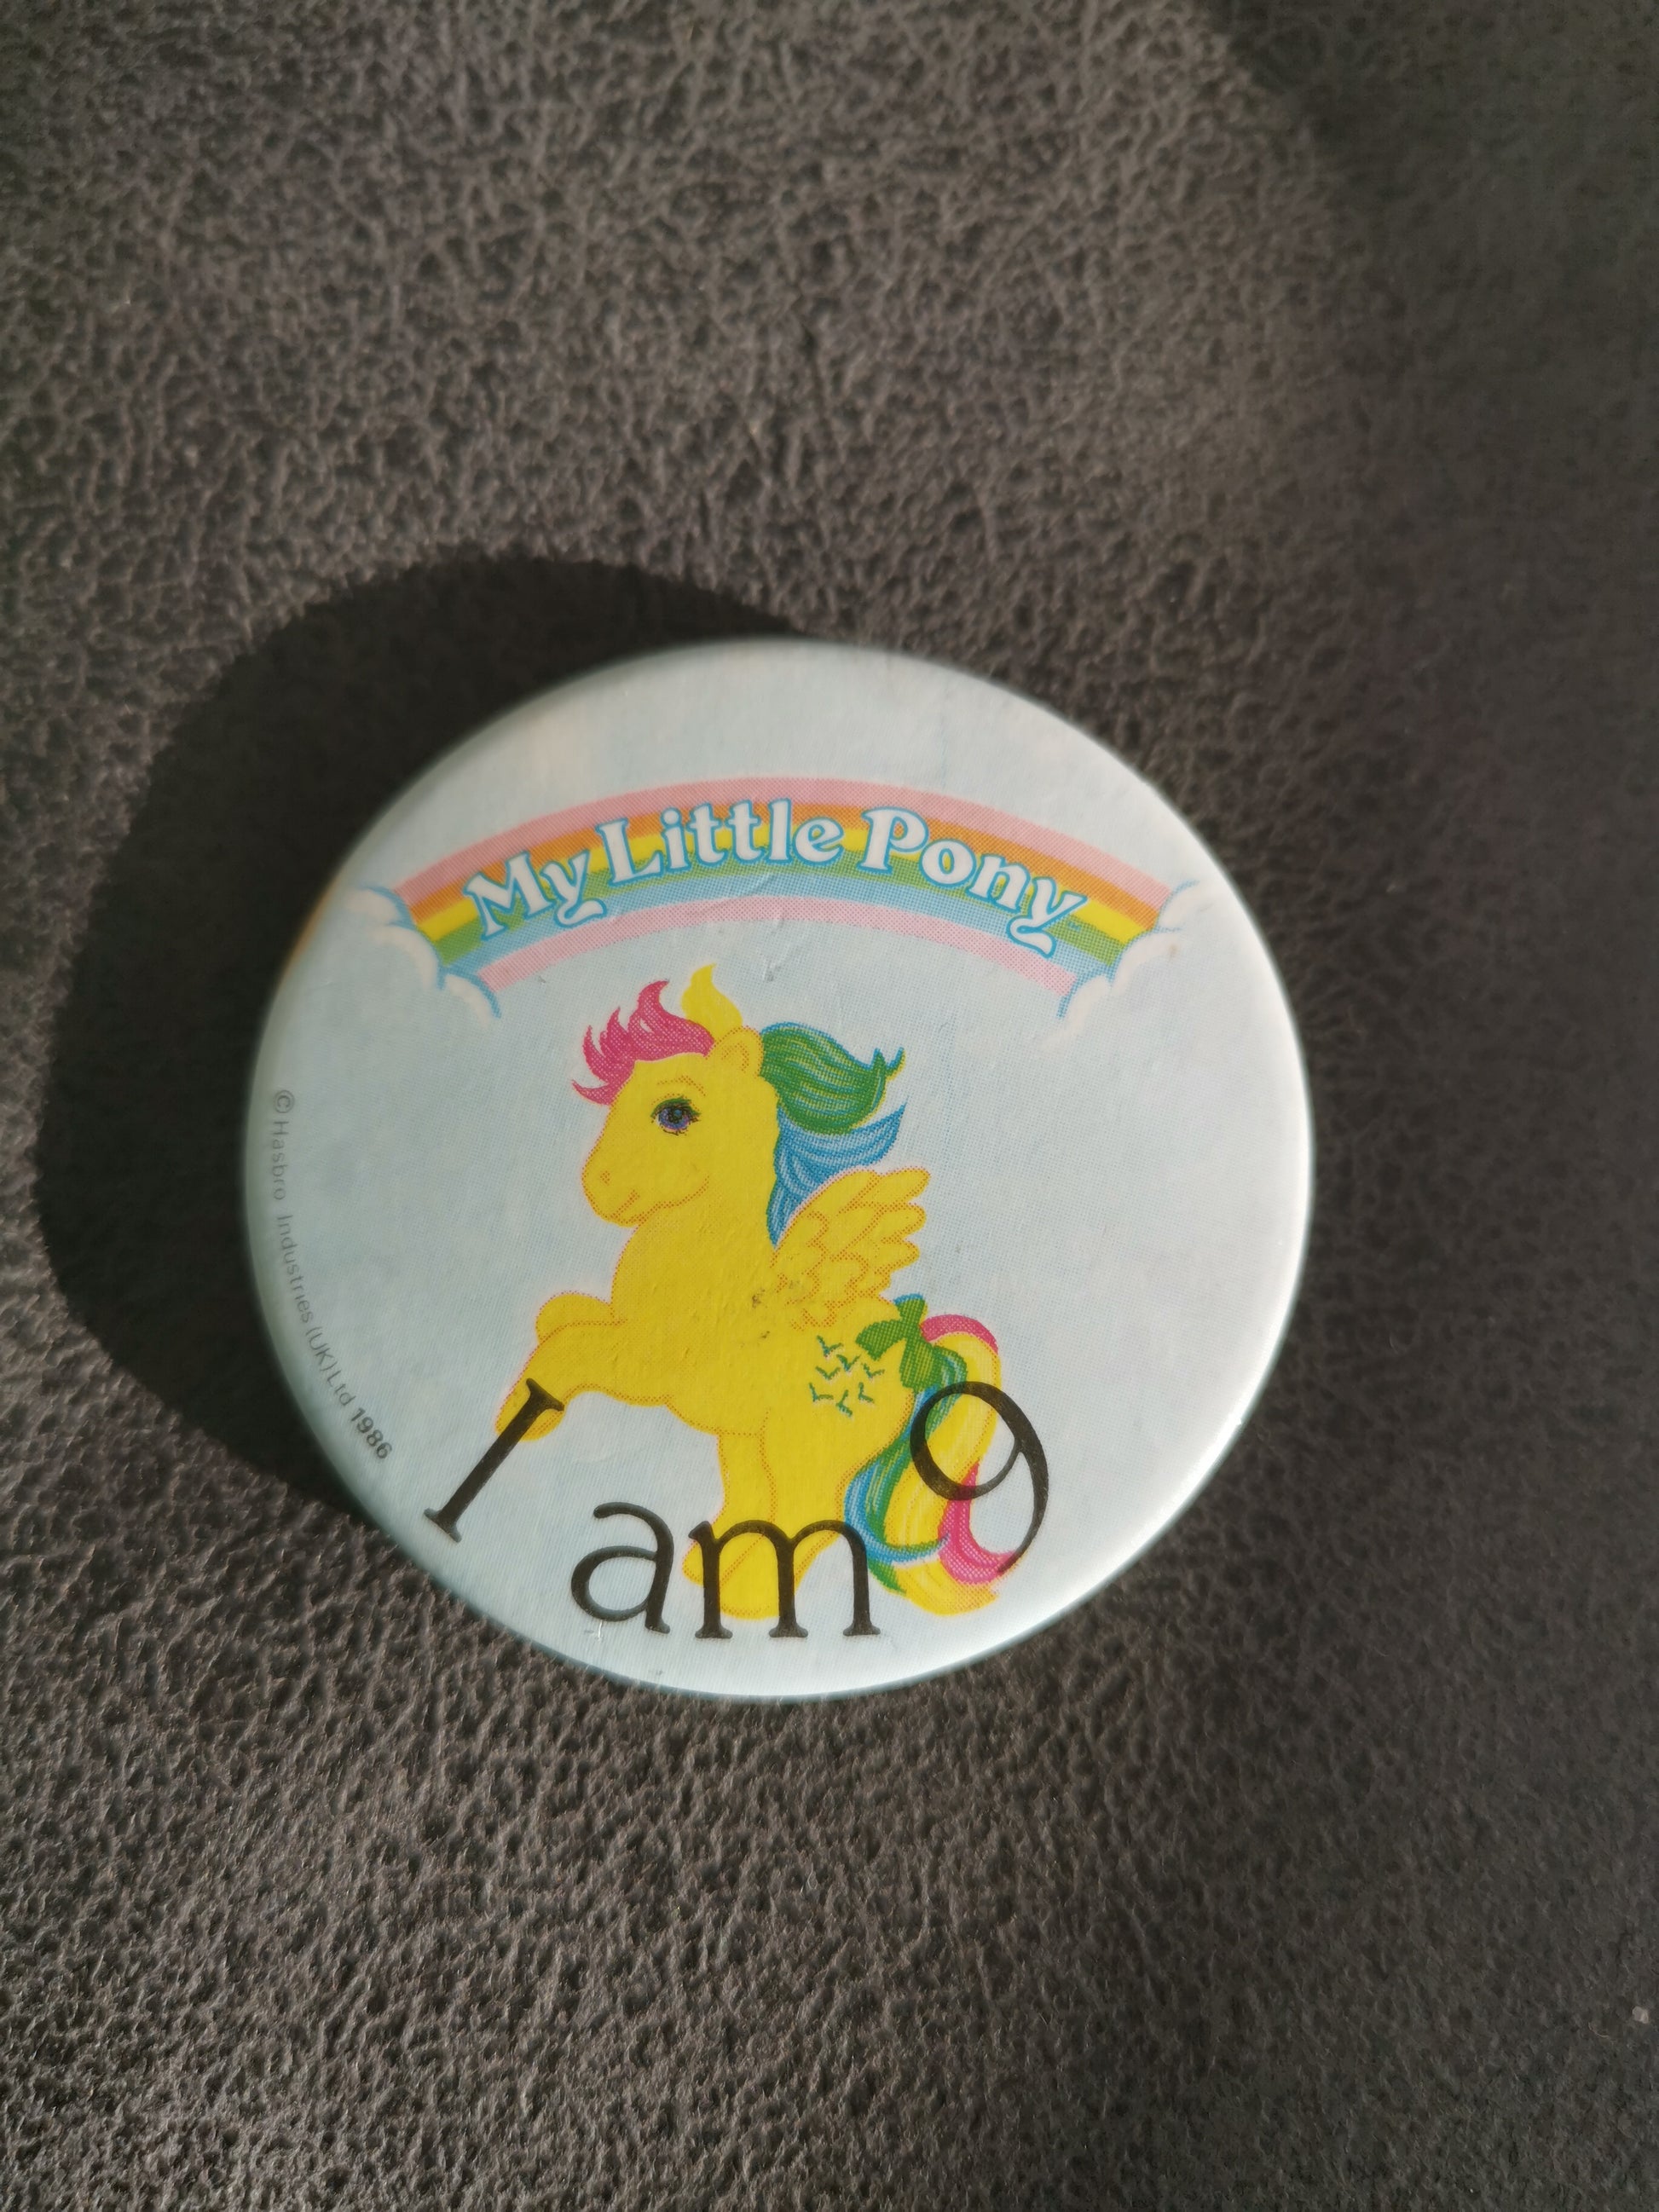 My Little Pony
© Hasbro Industries (UK) Ltd 1986
I am 9